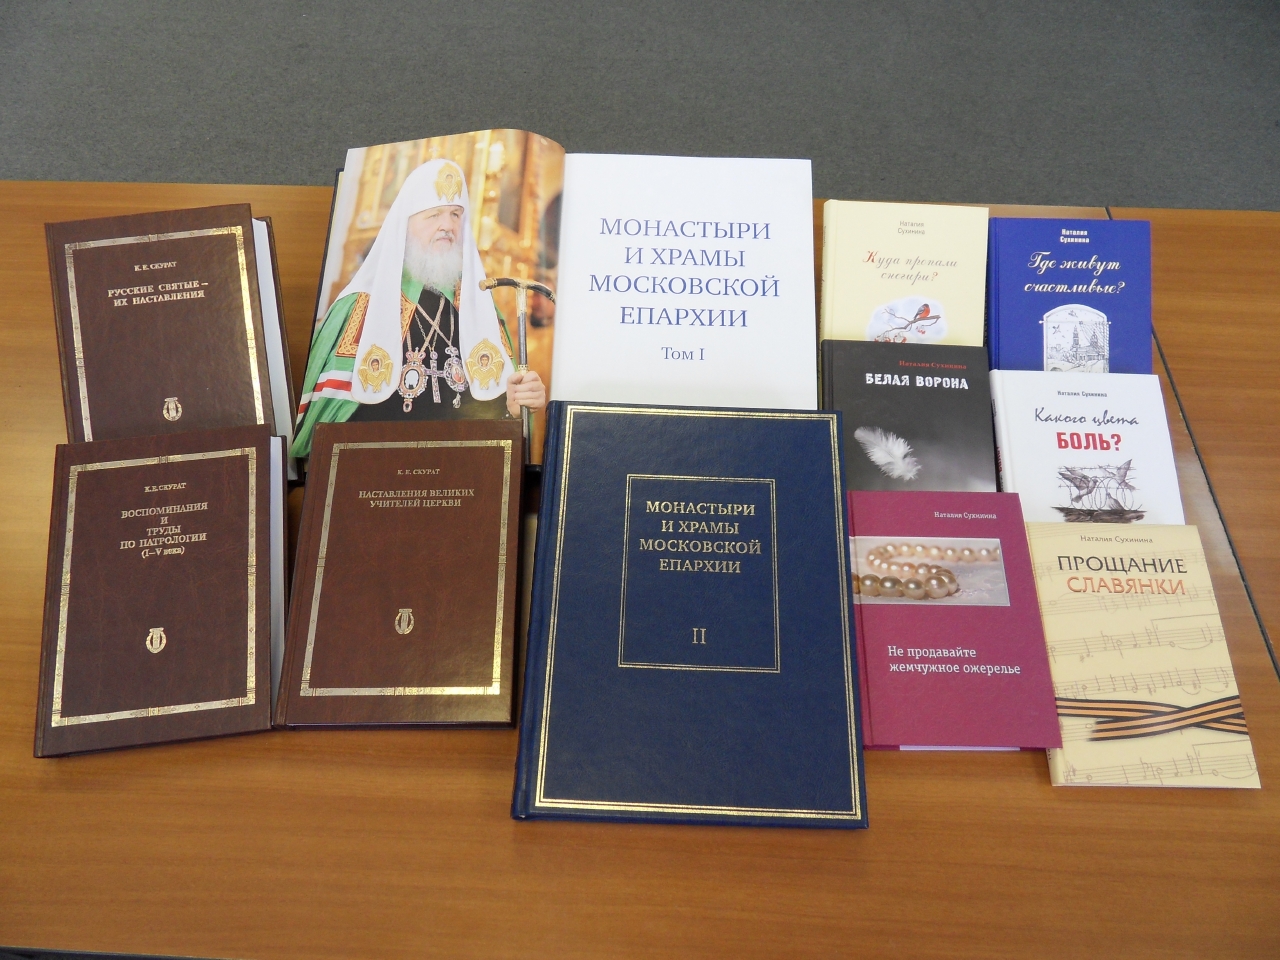 К. Е. СКУРАТ
РУССКИЕ СВЯТЫЕ –
ИХ НАСТАВЛЕНИЯ
МОНАСТЫРИ
И ХРАМЫ
МОСКОВСКОЙ
ЕПАРХИИ
Том I
Наталия
Сухинина
Куда пропали
снегири?
Наталия
Сухинина
Где живут
счастливые?
Наталия Сухинина
БЕЛАЯ ВОРОНА
Наталия Сухинина
Какого цвета
БОЛЬ?
К. Е. СКУРАТ
ВОСПОМИНАНИЯ
И
ТРУДЫ
ПО ПАТРОЛОГИИ
(I–V века)
К. Е. СКУРАТ
НАСТАВЛЕНИЯ ВЕЛИКИХ
УЧИТЕЛЕЙ ЦЕРКВИ
МОНАСТЫРИ
И ХРАМЫ
МОСКОВСКОЙ
ЕПАРХИИ
II
Наталия Сухинина
Не продавайте
жемчужное ожерелье
Наталия Сухинина
ПРОЩАНИЕ
СЛАВЯНКИ